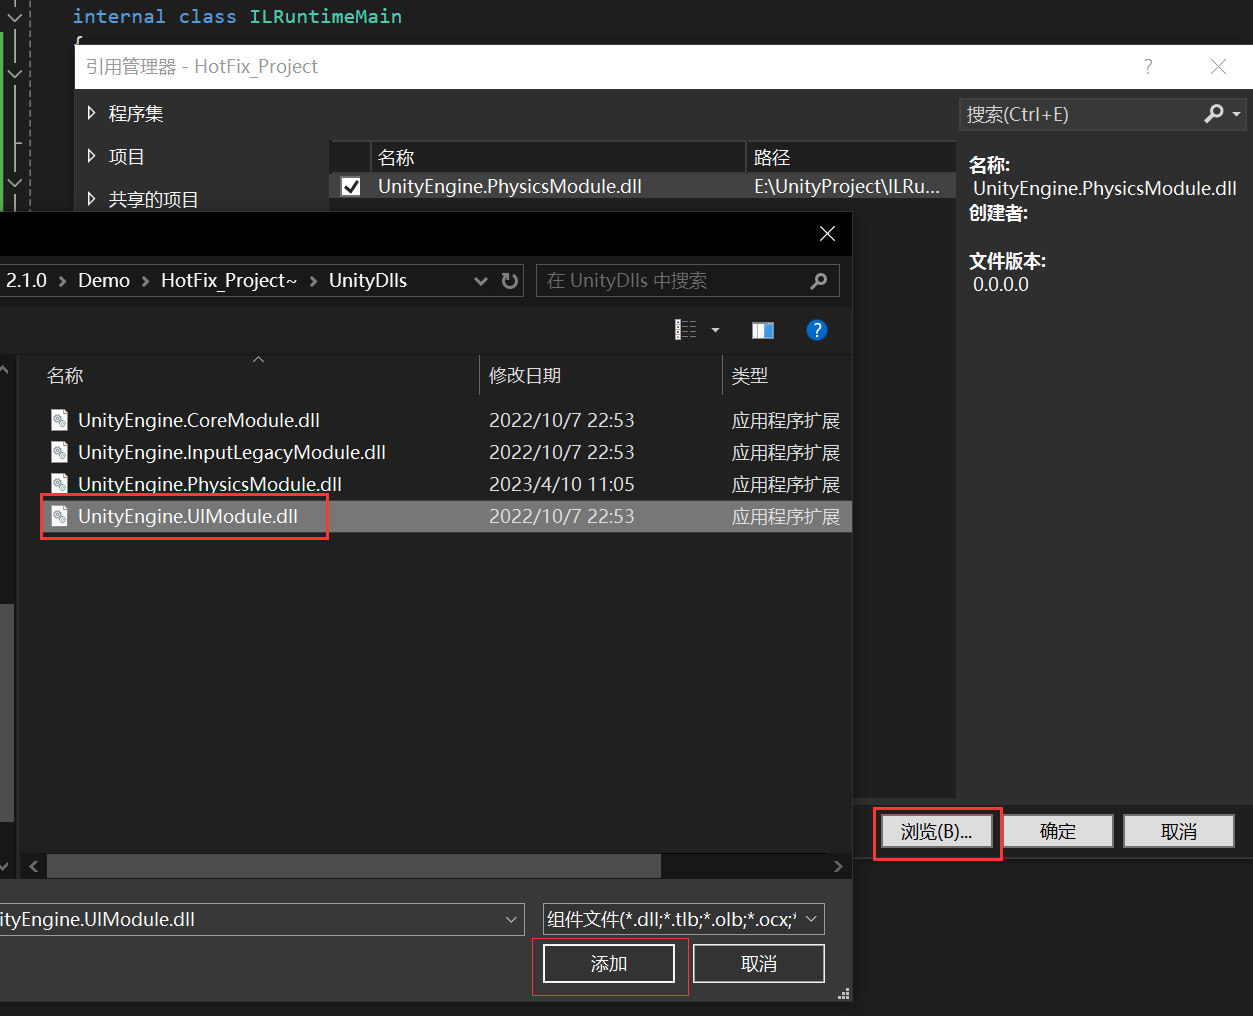 internal class ILRuntimeMain
{
引用管理器 - HotFix_Project
?
程序集
搜索(Ctrl+E)
项目
名称
路径
共享的项目
UnityEngine.PhysicsModule.dll
E:\UnityProject\ILRu...
名称:
UnityEngine.PhysicsModule.dll
创建者:
文件版本:
0.0.0.0
2.1.0 › Demo › HotFix_Project~ › UnityDlls
在 UnityDlls 中搜索
?
名称
修改日期
类型
UnityEngine.CoreModule.dll 2022/10/7 22:53 应用程序扩展
UnityEngine.InputLegacyModule.dll 2022/10/7 22:53 应用程序扩展
UnityEngine.PhysicsModule.dll 2023/4/10 11:05 应用程序扩展
UnityEngine.UIModule.dll 2022/10/7 22:53 应用程序扩展
浏览(B)...
确定
取消
ityEngine.UIModule.dll
组件文件(*.dll;*.tlb;*.olb;*.ocx;*
添加
取消